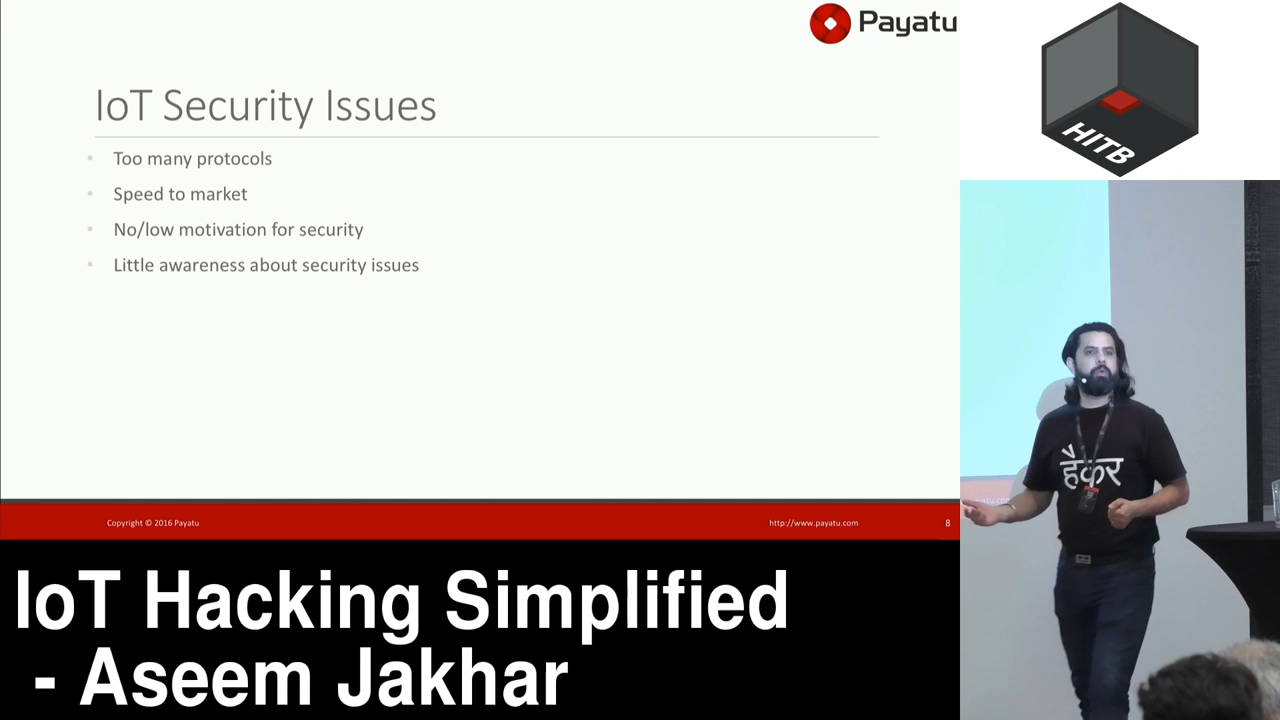 Payatu
IoT Security Issues
Too many protocols
Speed to market
No/low motivation for security
Little awareness about security issues
Copyright © 2016 Payatu
http://www.payatu.com
8
IoT Hacking Simplified
- Aseem Jakhar
HITB
हैकर